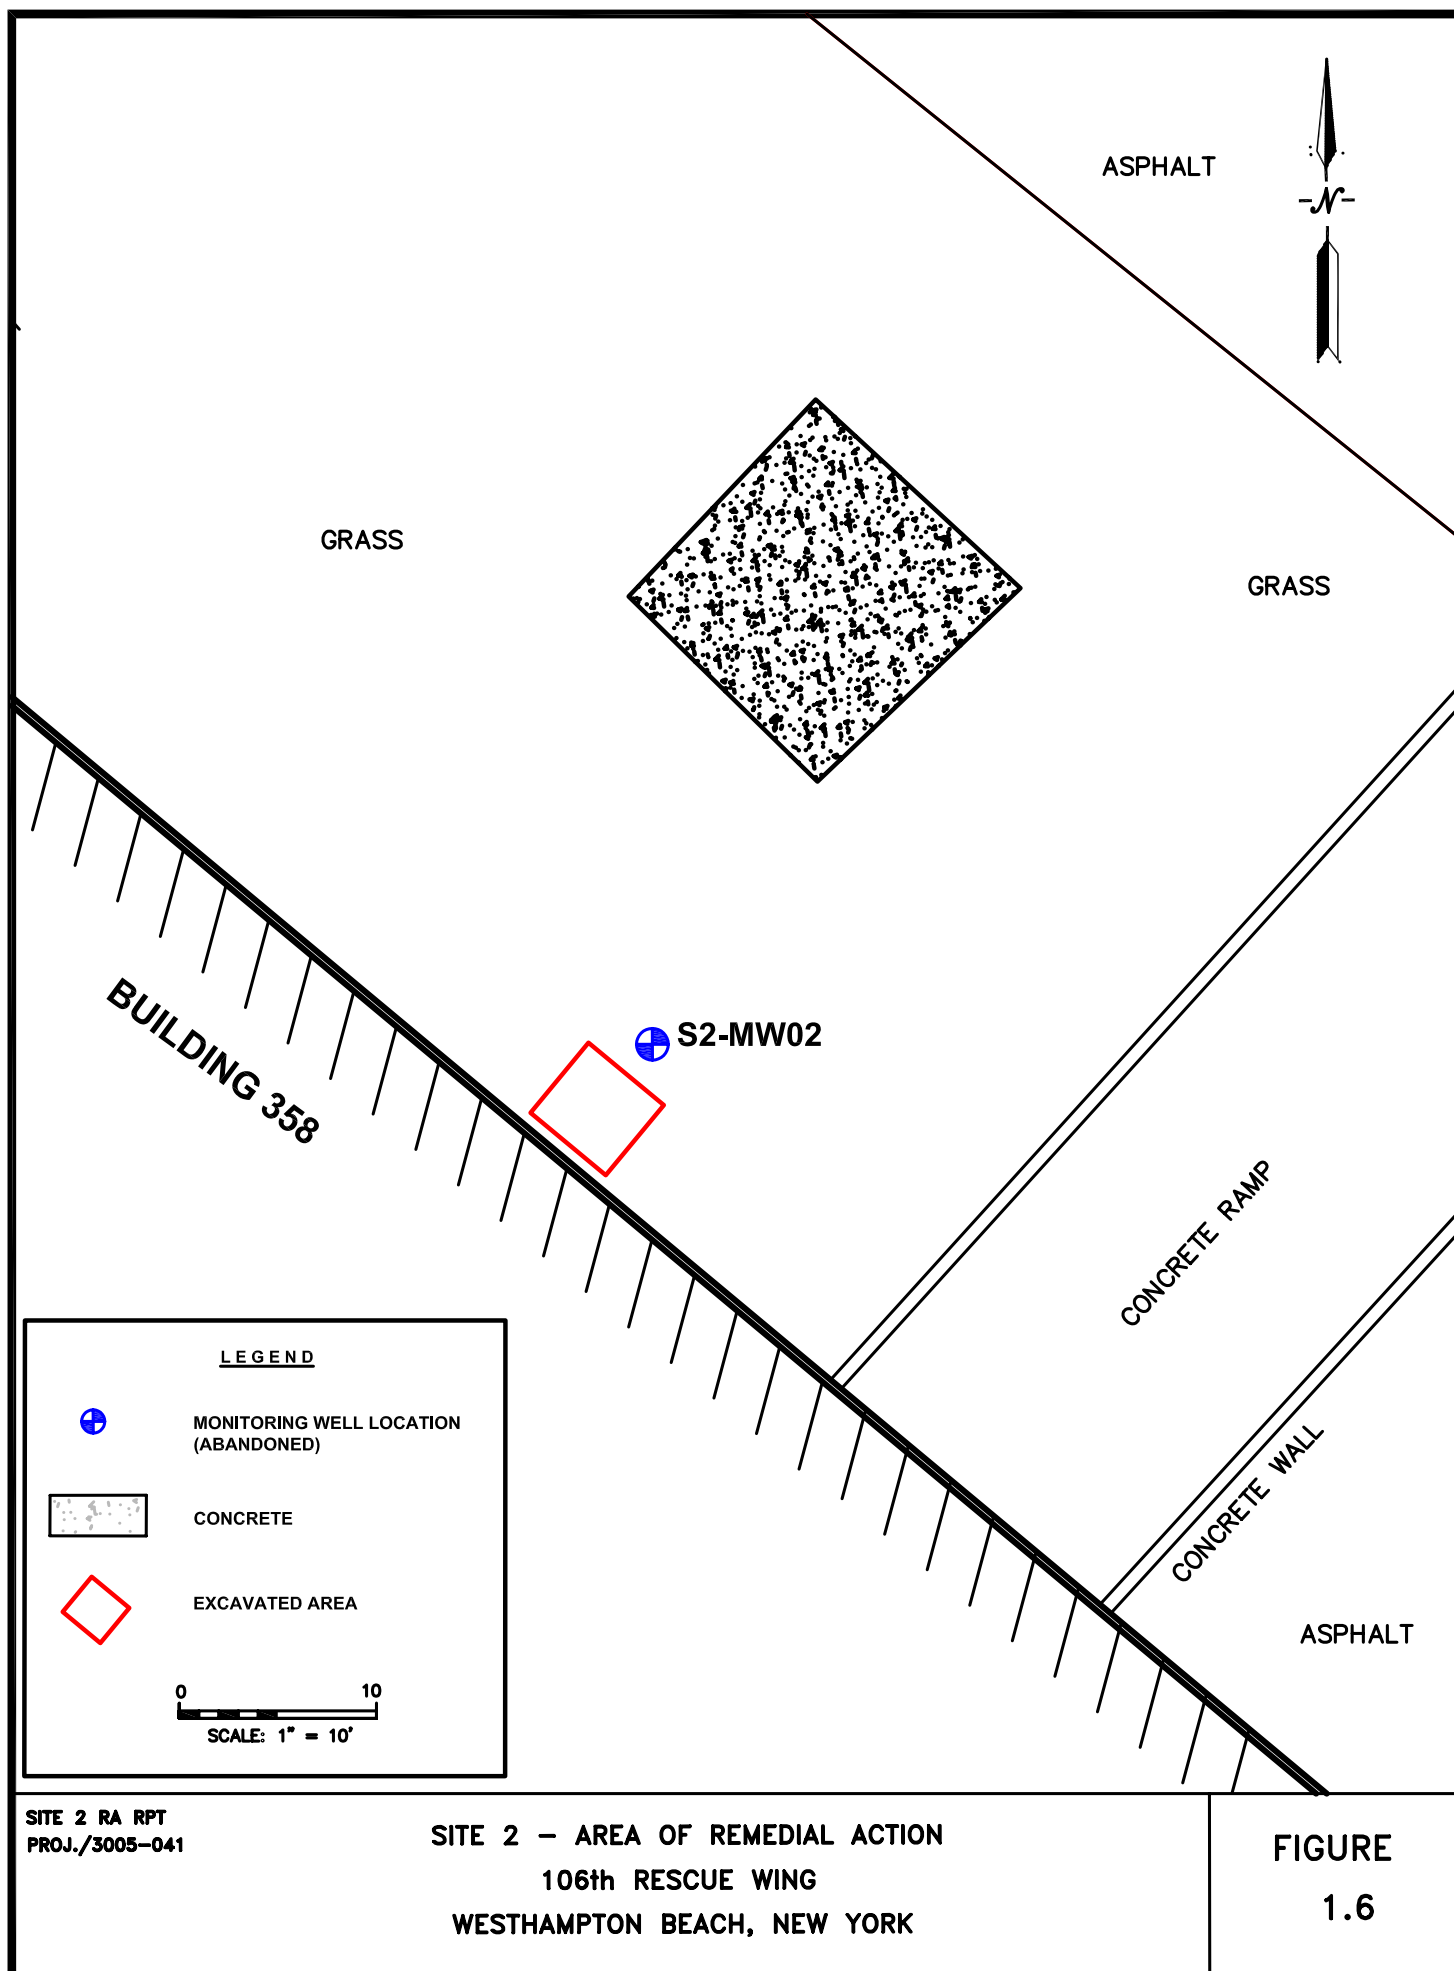 ASPHALT
-N-
GRASS
GRASS
S2-MW02
BUILDING 358
CONCRETE RAMP
CONCRETE WALL
ASPHALT
LEGEND
MONITORING WELL LOCATION
(ABANDONED)
CONCRETE
EXCAVATED AREA
0 10
SCALE: 1" = 10'
SITE 2 RA RPT
PROJ./3005-041
SITE 2 - AREA OF REMEDIAL ACTION
106th RESCUE WING
WESTHAMPTON BEACH, NEW YORK
FIGURE
1.6